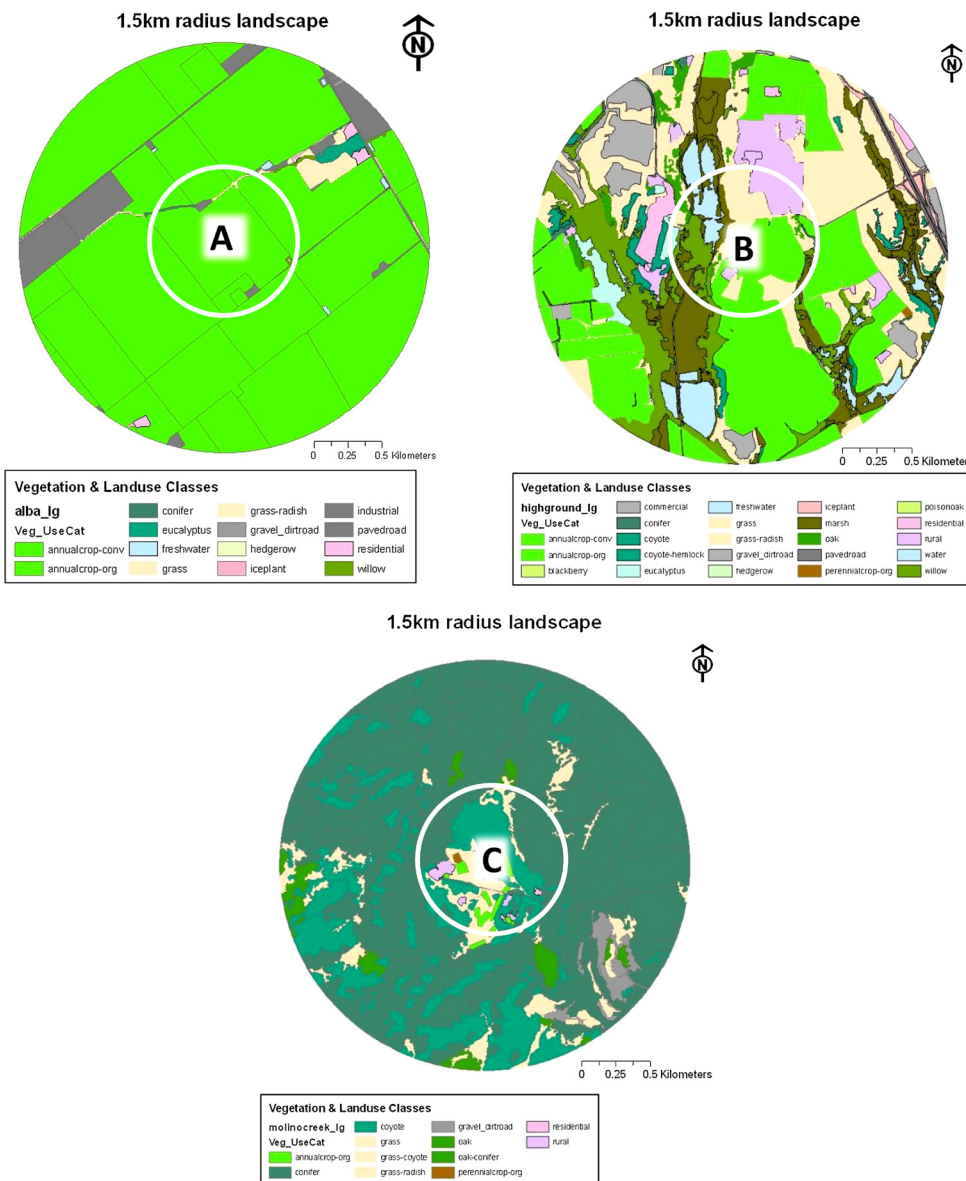 1.5km radius landscape
N
A
0 0.25 0.5 Kilometers
Vegetation & Landuse Classes
alba_lg
Veg_UseCat
annualcrop-conv
annualcrop-org
conifer
eucalyptus
freshwater
grass
grass-radish
gravel_dirtroad
hedgerow
iceplant
industrial
pavedroad
residential
willow
1.5km radius landscape
N
B
0 0.25 0.5 Kilometers
Vegetation & Landuse Classes
highground_lg
Veg_UseCat
annualcrop-conv
annualcrop-org
blackberry
commercial
conifer
coyote
coyote-hemlock
eucalyptus
freshwater
grass
grass-radish
gravel_dirtroad
hedgerow
iceplant
marsh
oak
pavedroad
perennialcrop-org
poisonoak
residential
rural
water
willow
1.5km radius landscape
N
C
0 0.25 0.5 Kilometers
Vegetation & Landuse Classes
molinocreek_lg
Veg_UseCat
annualcrop-org
conifer
coyote
grass
grass-coyote
grass-radish
gravel_dirtroad
oak
oak-conifer
perennialcrop-org
residential
rural